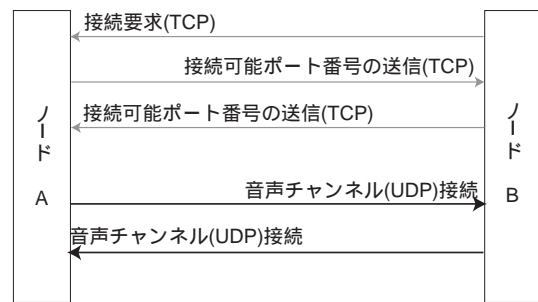 接続要求(TCP)
接続可能ポート番号の送信(TCP)
接続可能ポート番号の送信(TCP)
音声チャンネル(UDP)接続
音声チャンネル(UDP)接続
ノード A
ノード B